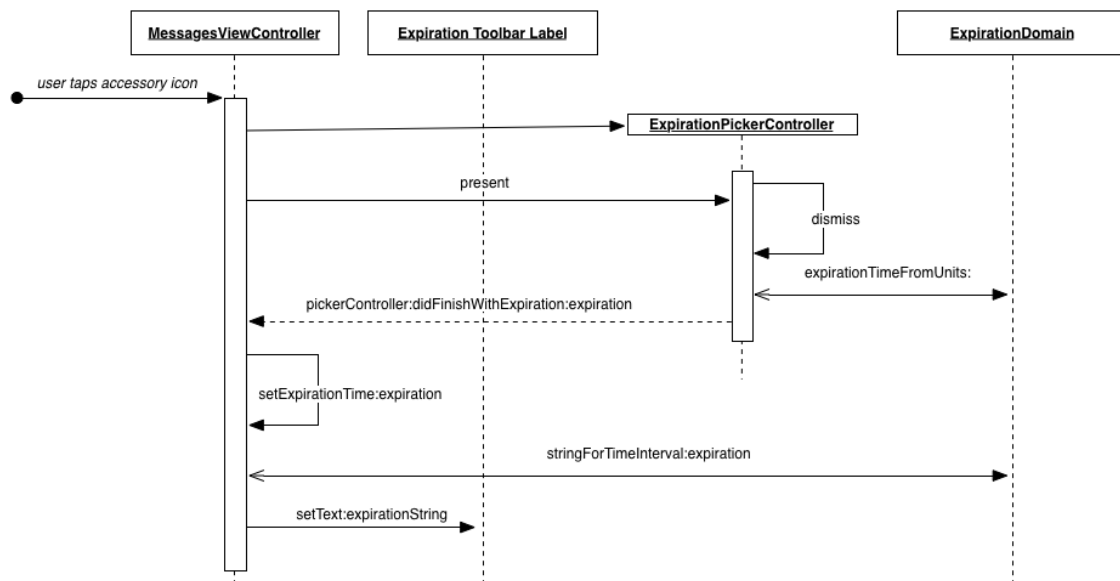 MessagesViewController
Expiration Toolbar Label
ExpirationDomain
user taps accessory icon
ExpirationPickerController
present
dismiss
expirationTimeFromUnits:
pickerController:didFinishWithExpiration:expiration
setExpirationTime:expiration
stringForTimeInterval:expiration
setText:expirationString